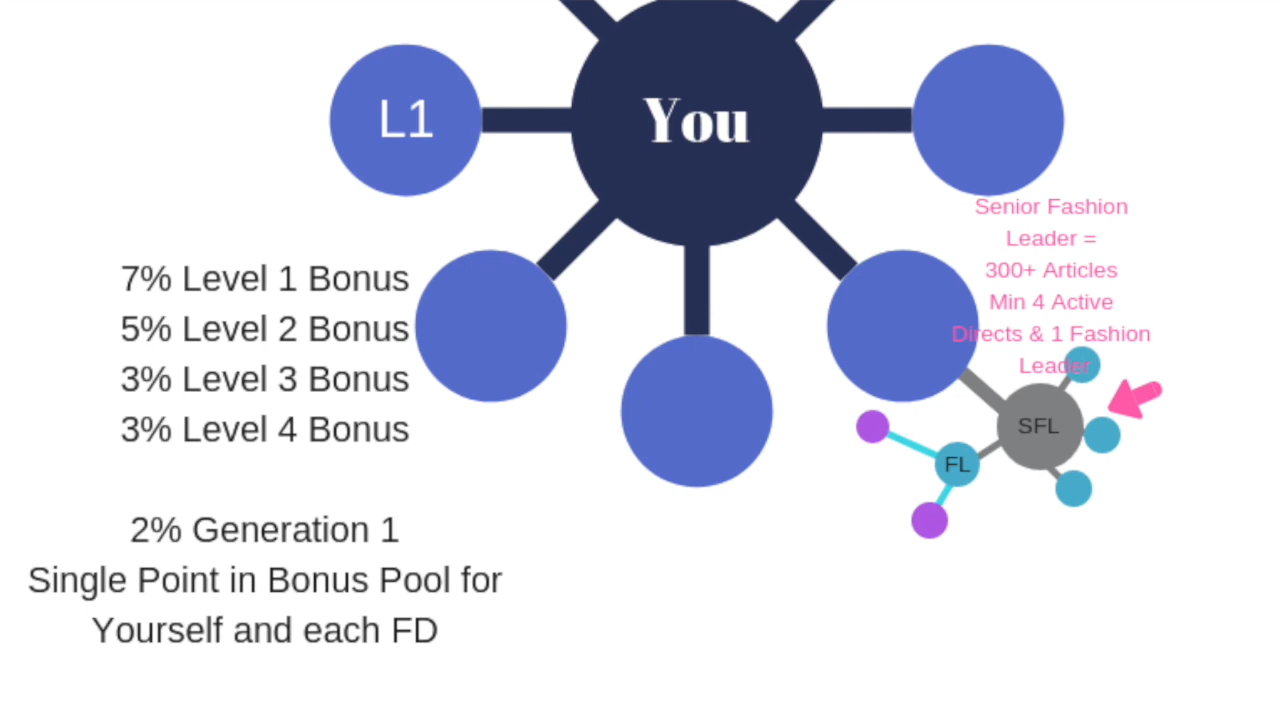 You
L1
Senior Fashion
Leader =
300+ Articles
Min 4 Active
Directs & 1 Fashion
Leader
7% Level 1 Bonus
5% Level 2 Bonus
3% Level 3 Bonus
3% Level 4 Bonus
SFL
FL
2% Generation 1
Single Point in Bonus Pool for
Yourself and each FD